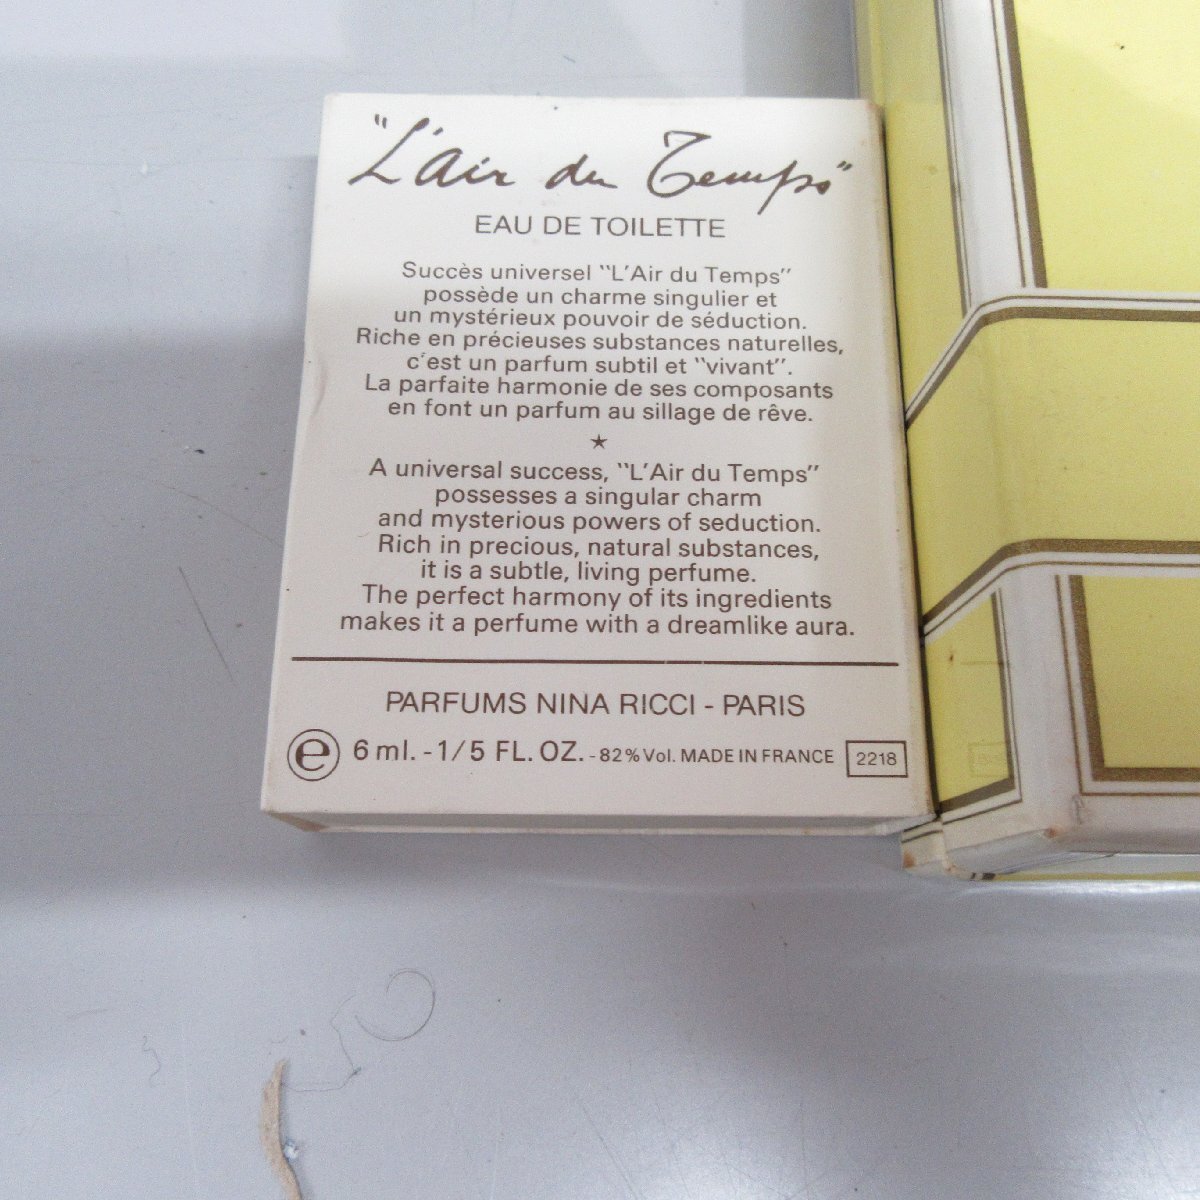 "L'Air du Temps"
EAU DE TOILETTE
Succès universel "L'Air du Temps"
possède un charme singulier et
un mystérieux pouvoir de séduction.
Riche en précieuses substances naturelles,
c'est un parfum subtil et "vivant".
La parfaite harmonie de ses composants
en font un parfum au sillage de rêve.
★
A universal success, "L'Air du Temps"
possesses a singular charm
and mysterious powers of seduction.
Rich in precious, natural substances,
it is a subtle, living perfume.
The perfect harmony of its ingredients
makes it a perfume with a dreamlike aura.
PARFUMS NINA RICCI - PARIS
e 6 ml. - 1/5 FL. OZ. - 82% Vol. MADE IN FRANCE 2218